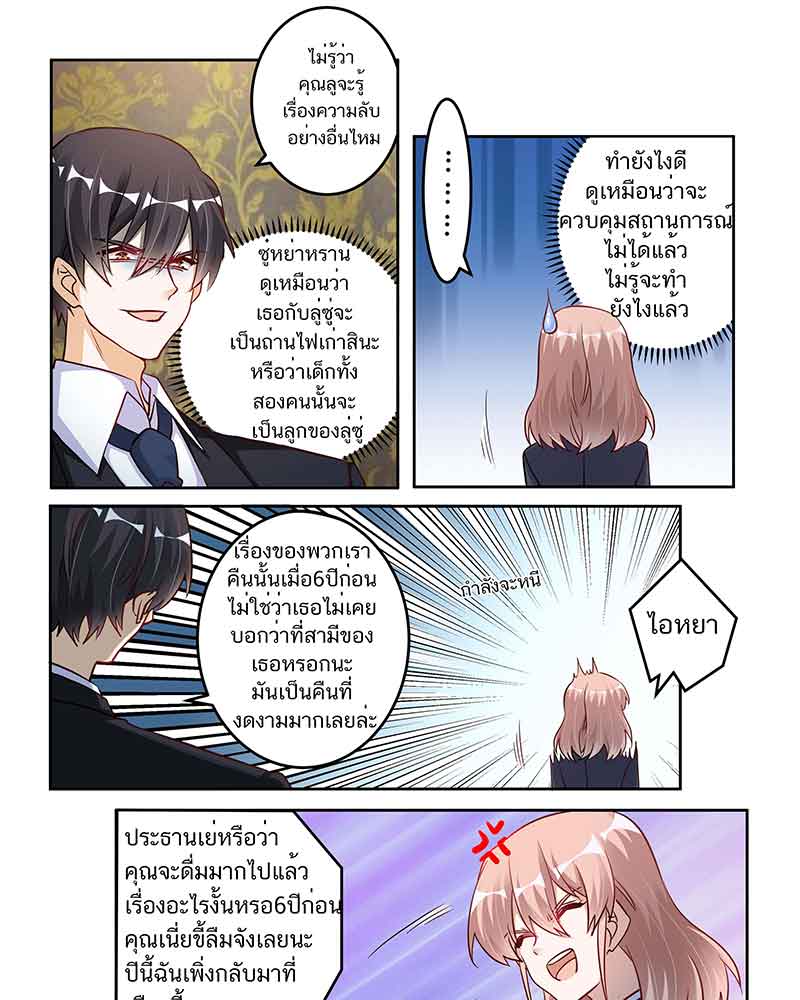 ไม่รู้ว่า
คุณลูจะรู้
เรื่องความลับ
อย่างอื่นไหม
ซู่หย่าหราน
ดูเหมือนว่า
เธอกับลู่ซู่จะ
เป็นถ่านไฟเก่าสินะ
หรือว่าเด็กทั้ง
สองคนนั้นจะ
เป็นลูกของลู่ซู่
......
ทำยังไงดี
ดูเหมือนว่าจะ
ควบคุมสถานการณ์
ไม่ได้แล้ว
ไม่รู้จะทำ
ยังไงแล้ว
เรื่องของพวกเรา
คืนนั้นเมื่อ6ปีก่อน
ไม่ใช่ว่าเธอไม่เคย
บอกว่าที่สามีของ
เธอหรอกนะ
มันเป็นคืนที่
งดงามมากเลยล่ะ
กำลังจะหนี
ไอหยา
ประธานเย่หรือว่า
คุณจะดื่มมากไปแล้ว
เรื่องอะไรงั้นหรอ6ปีก่อน
คุณเนี่ยขี้ลืมจังเลยนะ
ปีนี้ฉันเพิ่งกลับมาที่